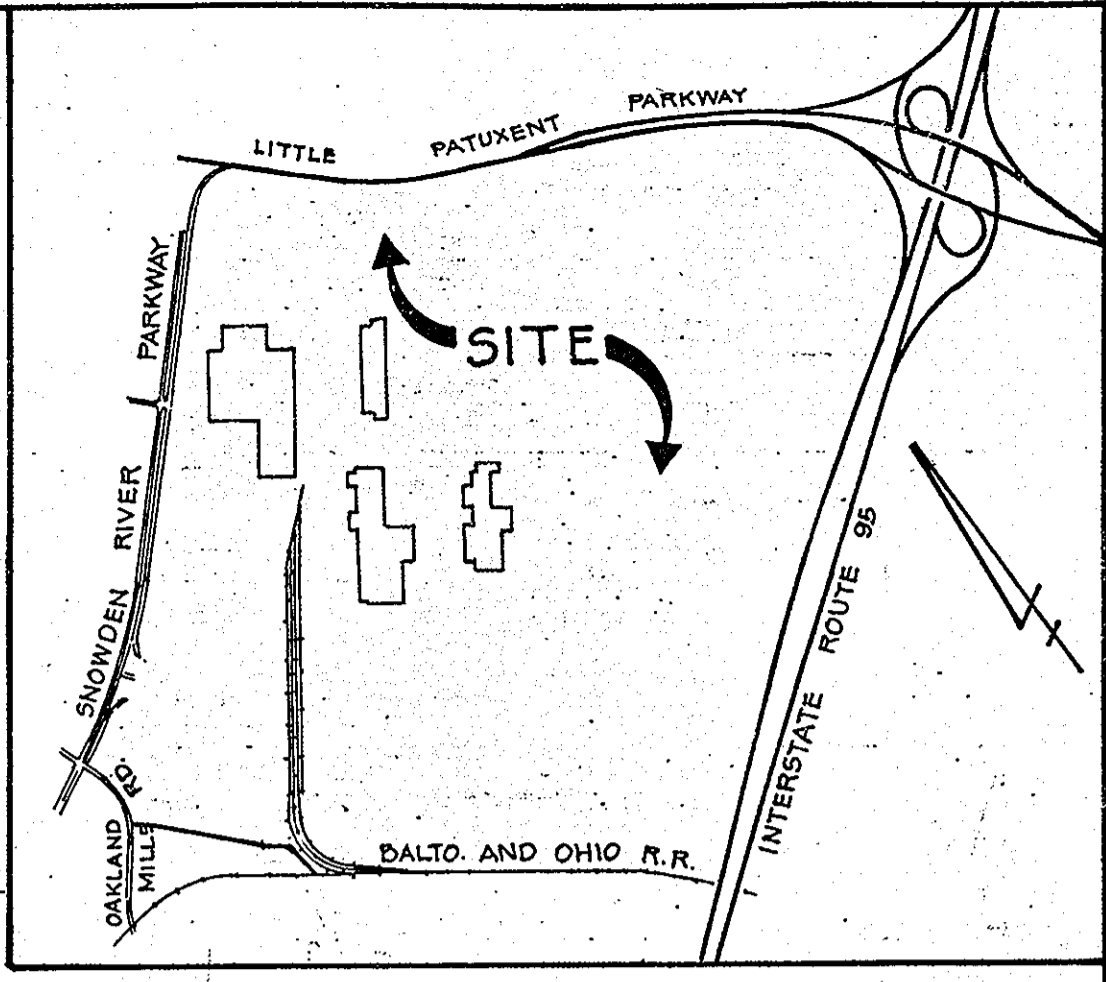 LITTLE PATUXENT PARKWAY
SNOWDEN RIVER PARKWAY
SITE
INTERSTATE ROUTE 95
OAKLAND MILLS RD.
BALTO. AND OHIO R.R.